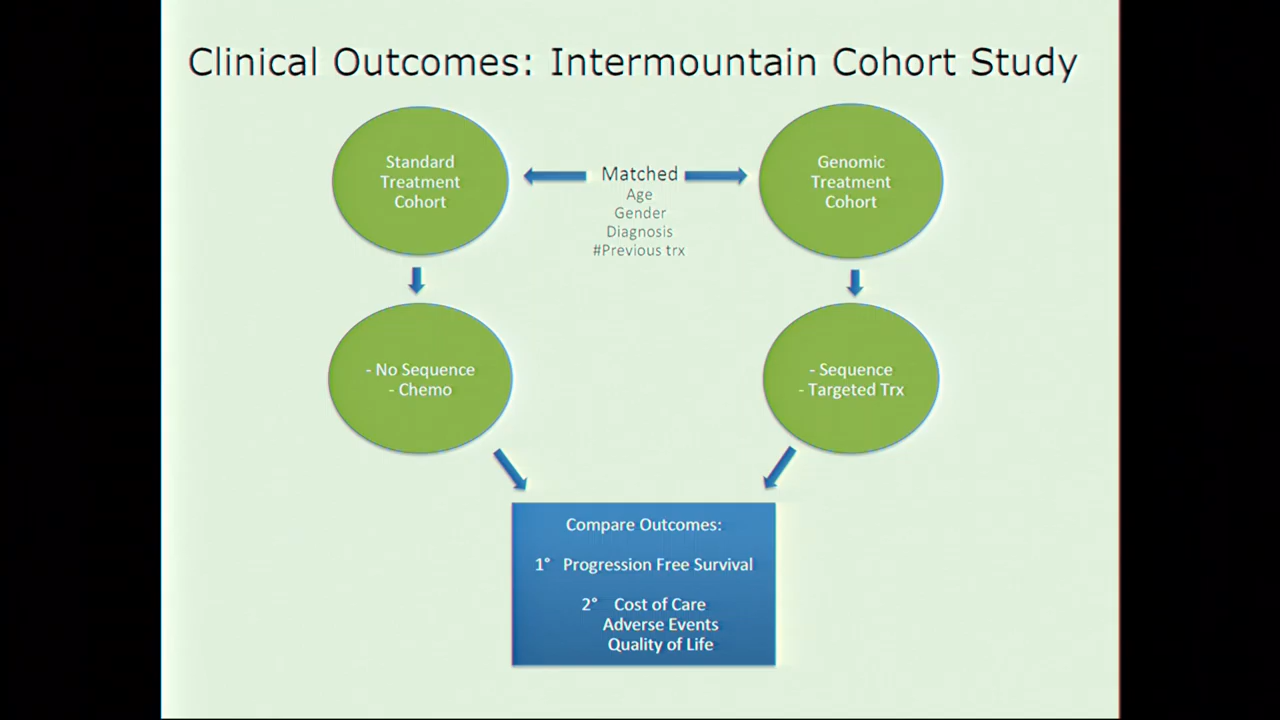 Clinical Outcomes: Intermountain Cohort Study
Standard
Treatment
Cohort
Matched
Age
Gender
Diagnosis
#Previous trx
Genomic
Treatment
Cohort
- No Sequence
- Chemo
- Sequence
- Targeted Trx
Compare Outcomes:
1° Progression Free Survival
2° Cost of Care
Adverse Events
Quality of Life